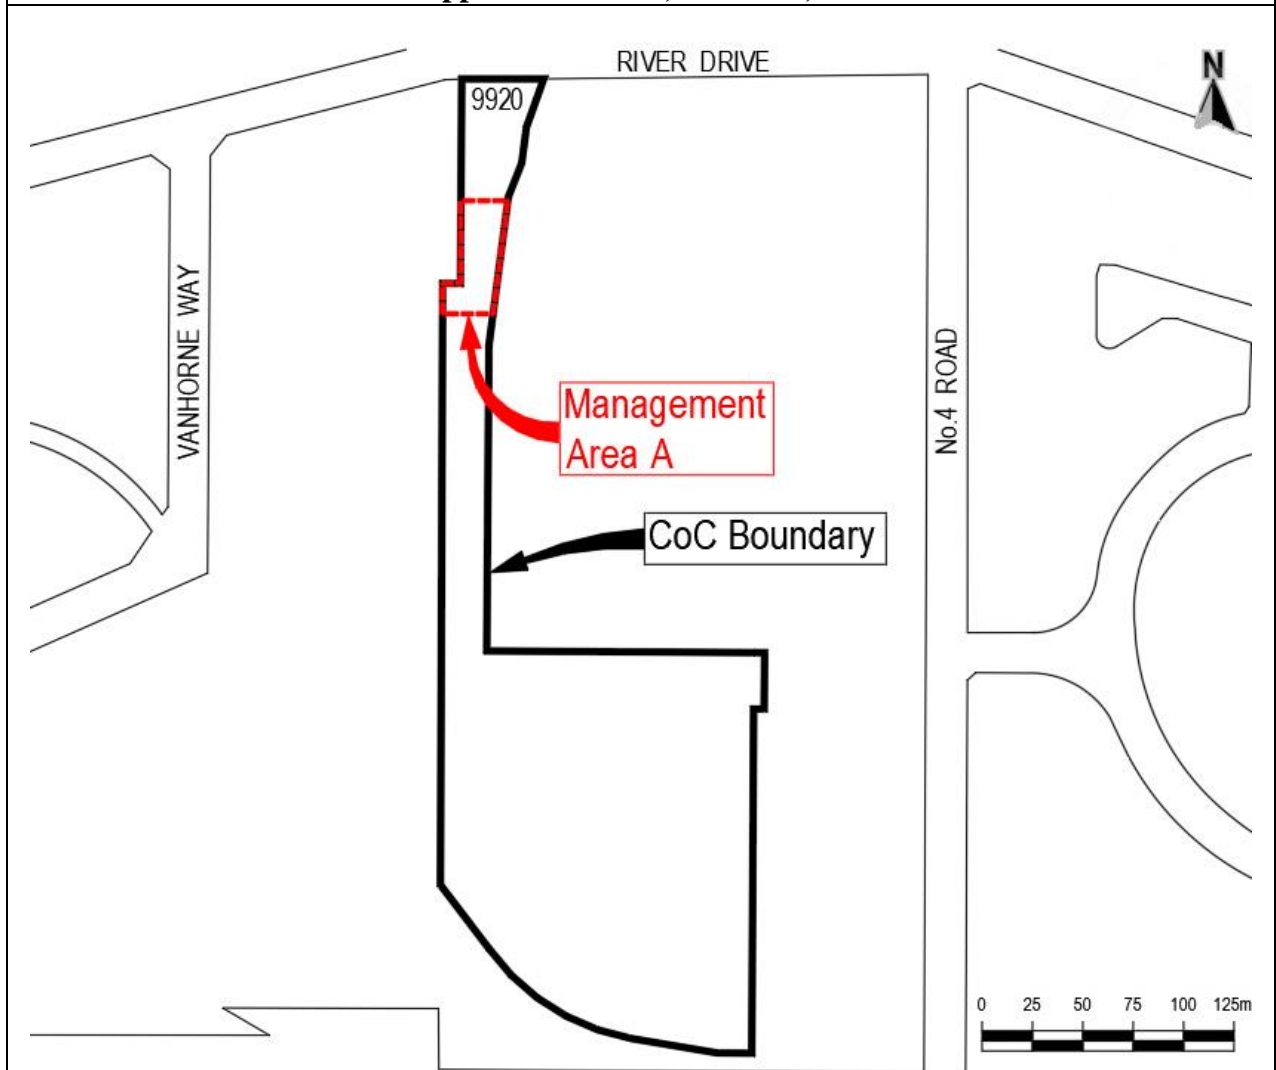 RIVER DRIVE
N
9920
VANHORNE WAY
No.4 ROAD
Management
Area A
CoC Boundary
0 25 50 75 100 125m